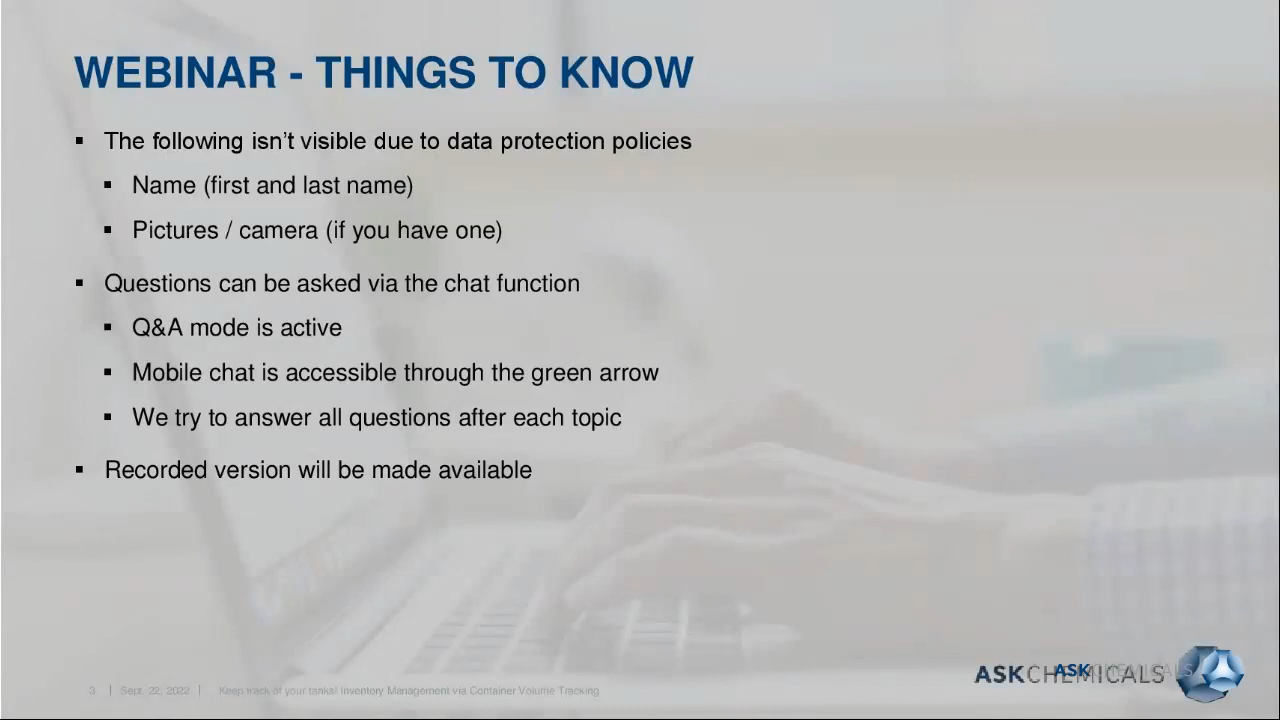 WEBINAR - THINGS TO KNOW
▪ The following isn’t visible due to data protection policies
▪ Name (first and last name)
▪ Pictures / camera (if you have one)
▪ Questions can be asked via the chat function
▪ Q&A mode is active
▪ Mobile chat is accessible through the green arrow
▪ We try to answer all questions after each topic
▪ Recorded version will be made available
3 | Sept. 22, 2022 | Keep track of your tanks! Inventory Management via Container Volume Tracking
ASKCHEMICALS
ASKCHEMICALS